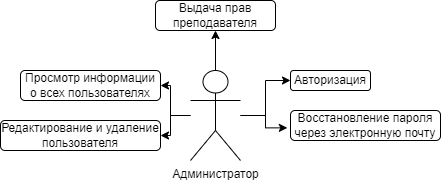 Выдача прав
преподавателя
Просмотр информации
о всех пользователях
Авторизация
Редактирование и удаление
пользователя
Восстановление пароля
через электронную почту
Администратор